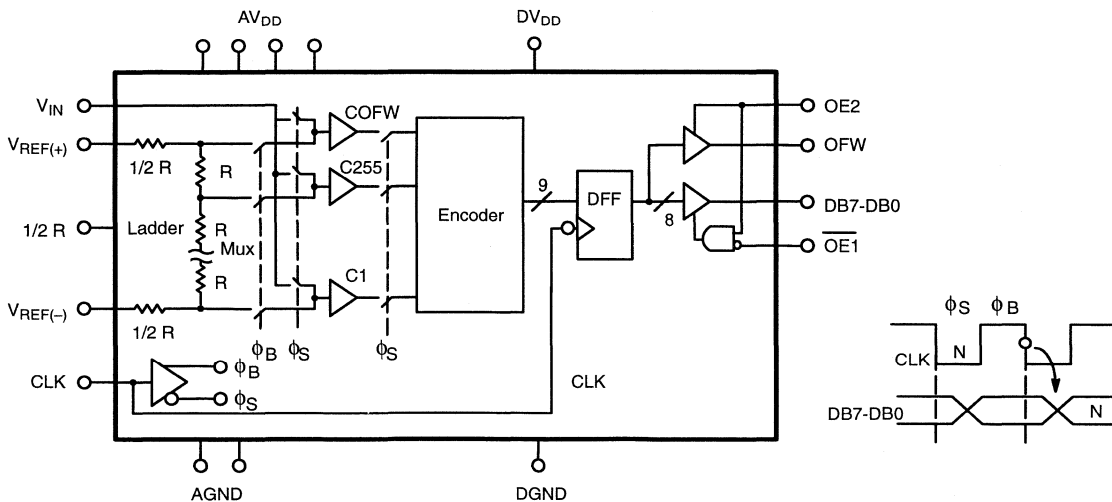 AVDD
DVDD
VIN
VREF(+)
1/2 R
R
1/2 R
Ladder
R
Mux
R
VREF(–)
1/2 R
COFW
C255
C1
ϕB
ϕS
ϕS
Encoder
9
DFF
8
OE2
OFW
DB7-DB0
OE1
CLK
ϕB
ϕS
CLK
AGND
DGND
ϕS
ϕB
CLK
N
DB7-DB0
N